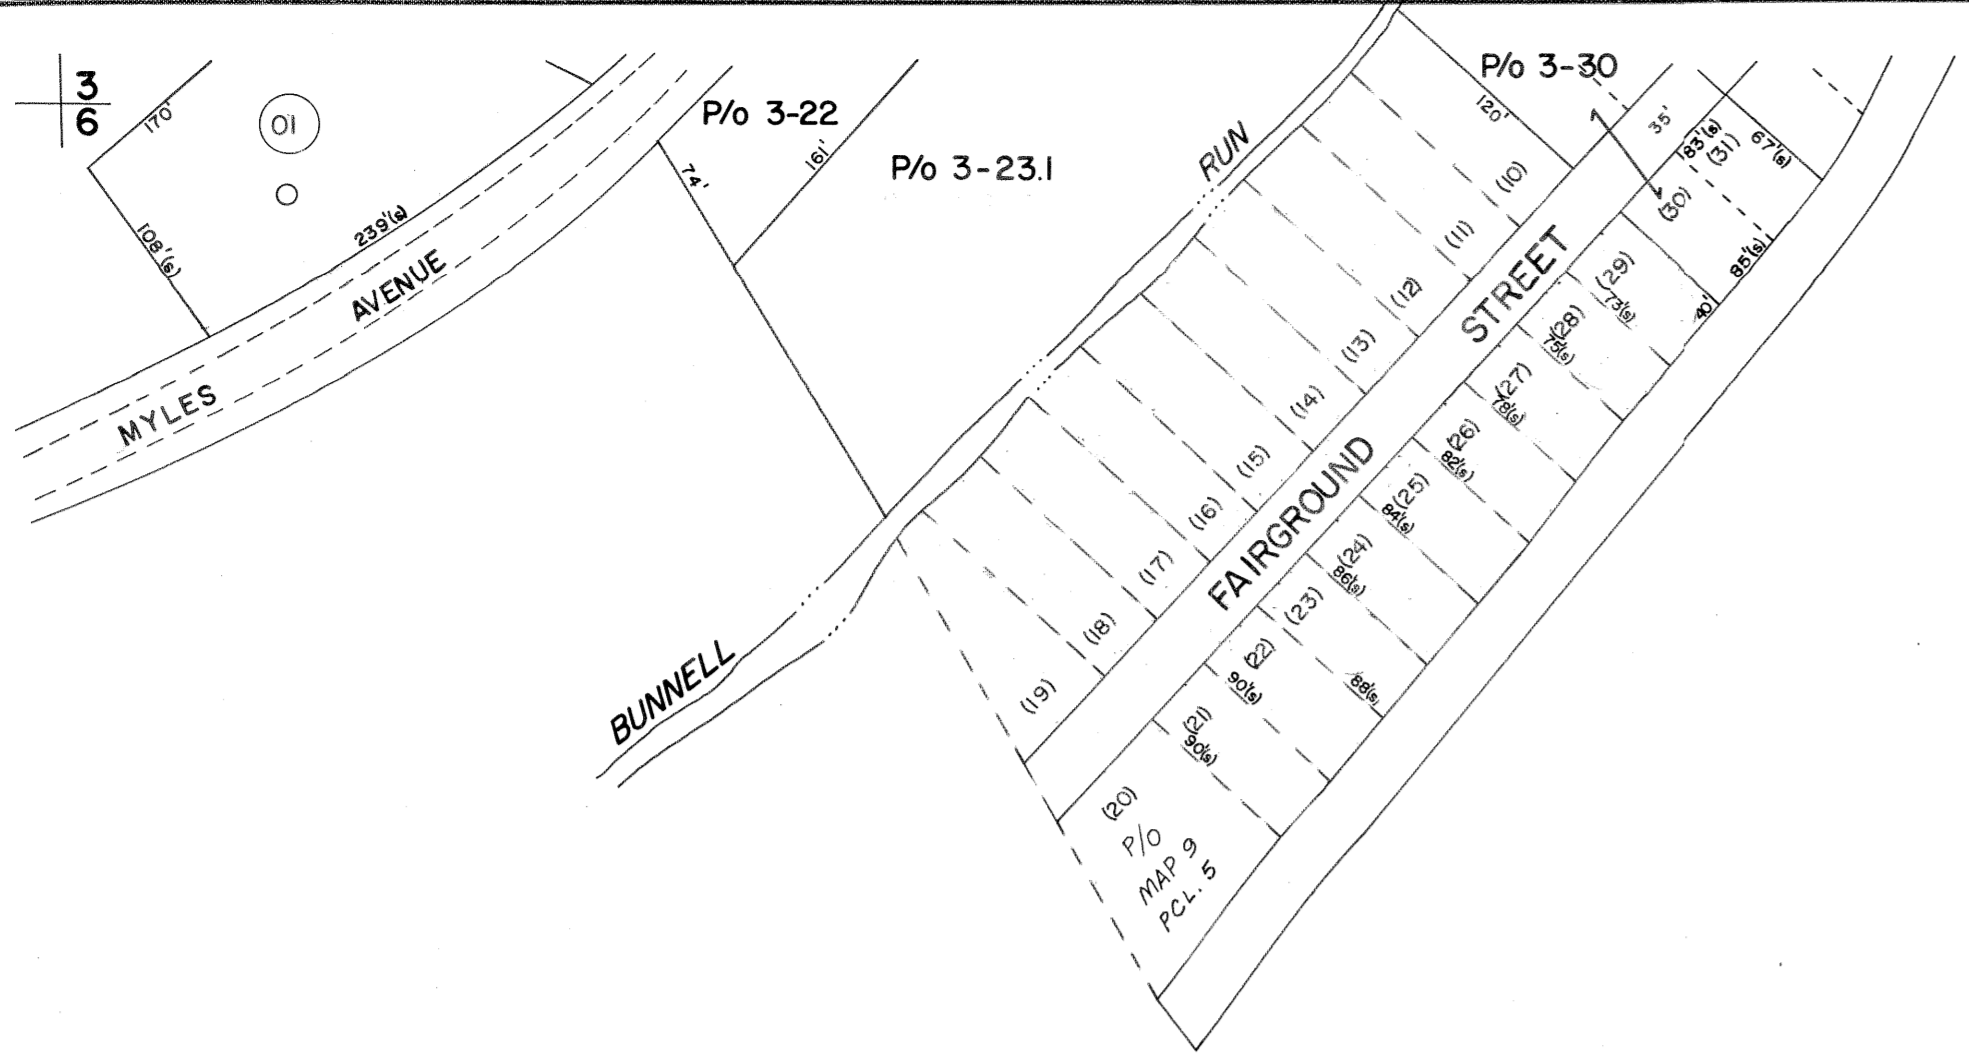 3
6
170'
01
108'(s)
239'(s)
MYLES AVENUE
P/o 3-22
74'
161'
P/o 3-23.1
BUNNELL RUN
P/o 3-30
120'
35'
183'(s)
(31)
67'(s)
(30)
85'(s)
40'
(10)
(11)
(12)
(13)
(14)
(15)
(16)
(17)
(18)
(19)
FAIRGROUND STREET
(29)
73'(s)
(28)
75'(s)
(27)
78'(s)
(26)
82'(s)
(25)
84'(s)
(24)
86'(s)
(23)
88'(s)
(22)
90'(s)
(21)
90'(s)
(20)
P/O
MAP 9
PCL. 5